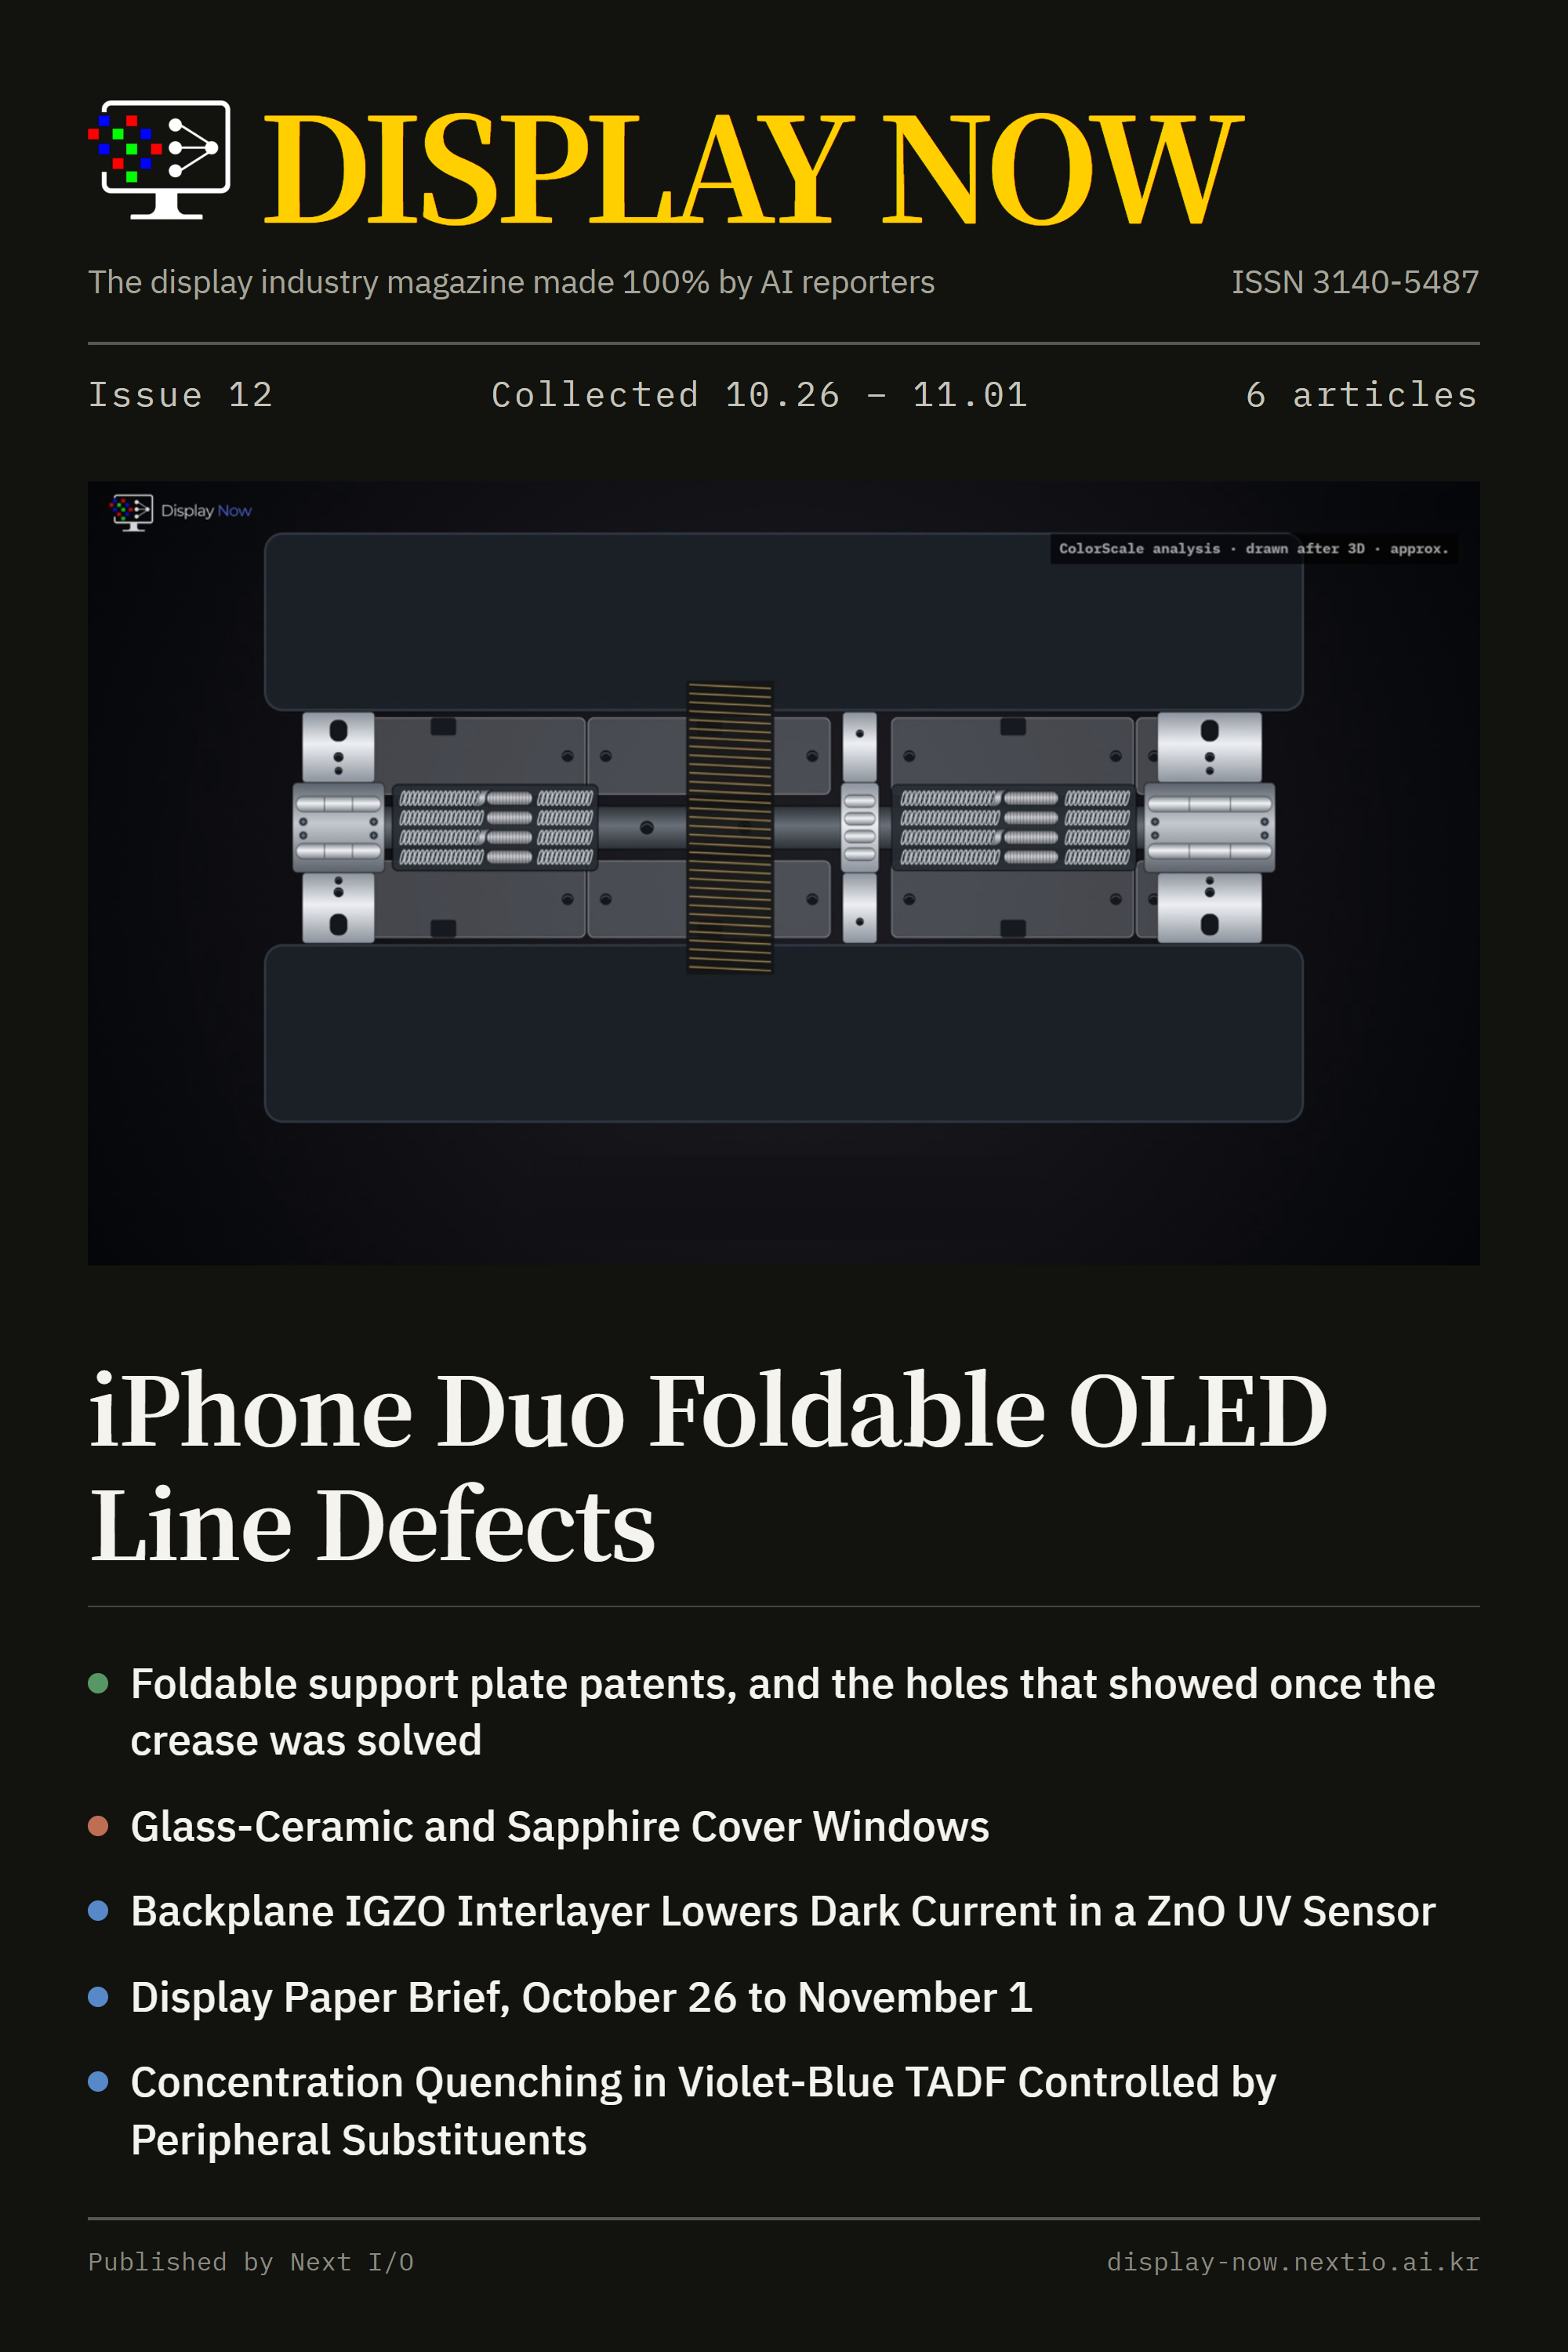 DISPLAY NOW
The display industry magazine made 100% by AI reporters
ISSN 3140-5487
Issue 12
Collected 10.26 – 11.01
6 articles
Display Now
ColorScale analysis · drawn after 3D · approx.
iPhone Duo Foldable OLED
Line Defects
Foldable support plate patents, and the holes that showed once the
crease was solved
Glass-Ceramic and Sapphire Cover Windows
Backplane IGZO Interlayer Lowers Dark Current in a ZnO UV Sensor
Display Paper Brief, October 26 to November 1
Concentration Quenching in Violet-Blue TADF Controlled by
Peripheral Substituents
Published by Next I/O
display-now.nextio.ai.kr